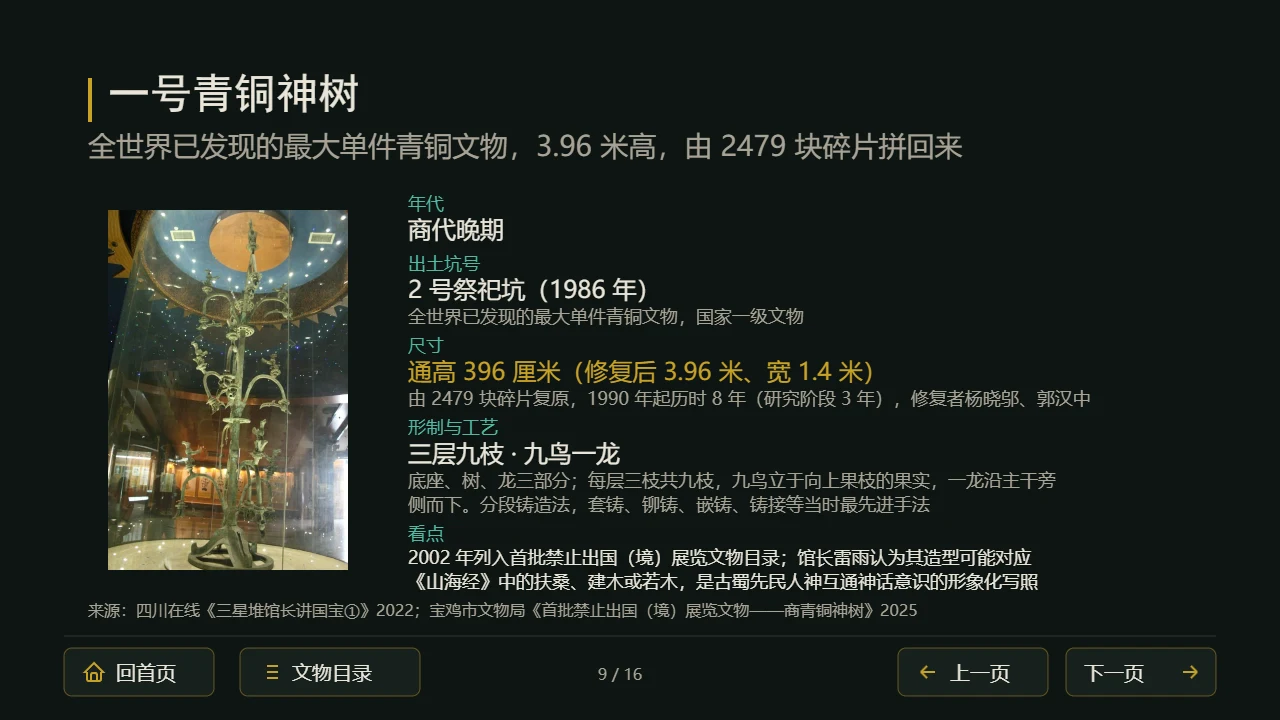 一号青铜神树
全世界已发现的最大单件青铜文物，3.96 米高，由 2479 块碎片拼回来
年代
商代晚期
出土坑号
2 号祭祀坑（1986 年）
全世界已发现的最大单件青铜文物，国家一级文物
尺寸
通高 396 厘米（修复后 3.96 米、宽 1.4 米）
由 2479 块碎片复原，1990 年起历时 8 年（研究阶段 3 年），修复者杨晓邬、郭汉中
形制与工艺
三层九枝 · 九鸟一龙
底座、树、龙三部分；每层三枝共九枝，九鸟立于向上果枝的果实，一龙沿主干旁
侧而下。分段铸造法，套铸、铆铸、嵌铸、铸接等当时最先进手法
看点
2002 年列入首批禁止出国（境）展览文物目录；馆长雷雨认为其造型可能对应
《山海经》中的扶桑、建木或若木，是古蜀先民人神互通神话意识的形象化写照
来源：四川在线《三星堆馆长讲国宝①》2022；宝鸡市文物局《首批禁止出国（境）展览文物——商青铜神树》2025
回首页
文物目录
9 / 16
上一页
下一页